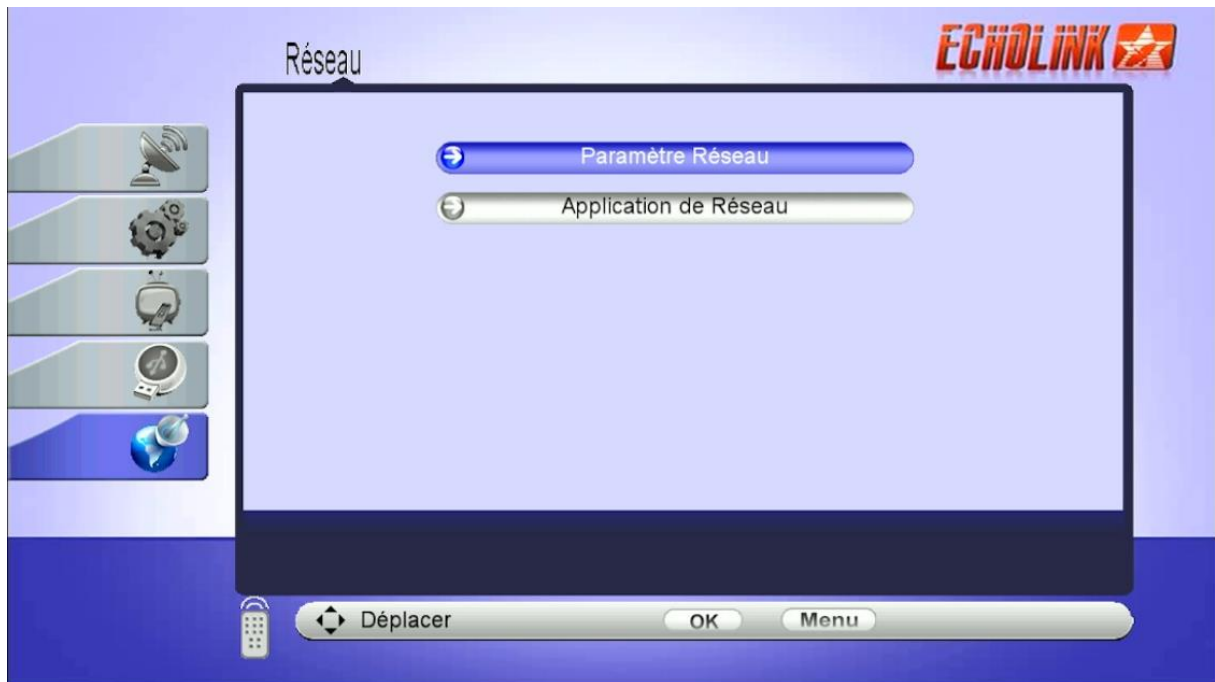 Réseau
ECHOLINK
Paramètre Réseau
Application de Réseau
Déplacer OK Menu